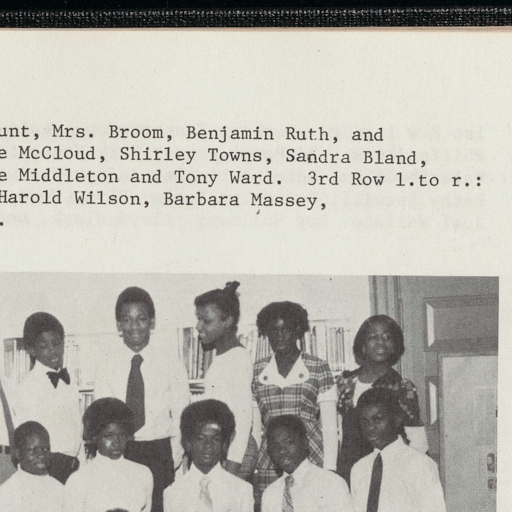 unt, Mrs. Broom, Benjamin Ruth, and
e McCloud, Shirley Towns, Sandra Bland,
e Middleton and Tony Ward. 3rd Row l.to r.:
Harold Wilson, Barbara Massey,
.